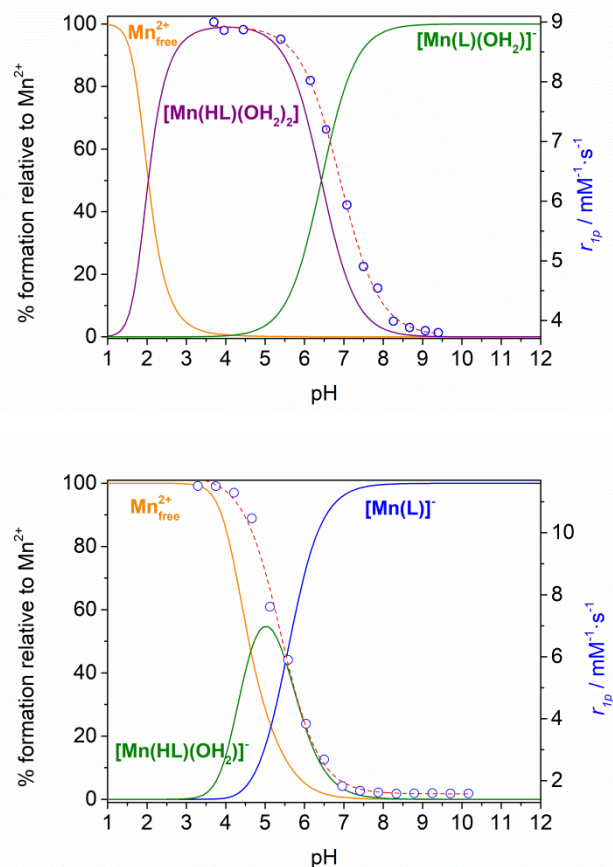 % formation relative to Mn²⁺
100
80
60
40
20
0
Mn²⁺free
[Mn(HL)(OH₂)₂]
[Mn(L)(OH₂)]⁻
9
8
7
6
5
4
r₁ₚ / mM⁻¹·s⁻¹
1 2 3 4 5 6 7 8 9 10 11 12
pH
% formation relative to Mn²⁺
100
80
60
40
20
0
Mn²⁺free
[Mn(L)]⁻
[Mn(HL)(OH₂)]⁻
10
8
6
4
2
r₁ₚ / mM⁻¹·s⁻¹
1 2 3 4 5 6 7 8 9 10 11 12
pH